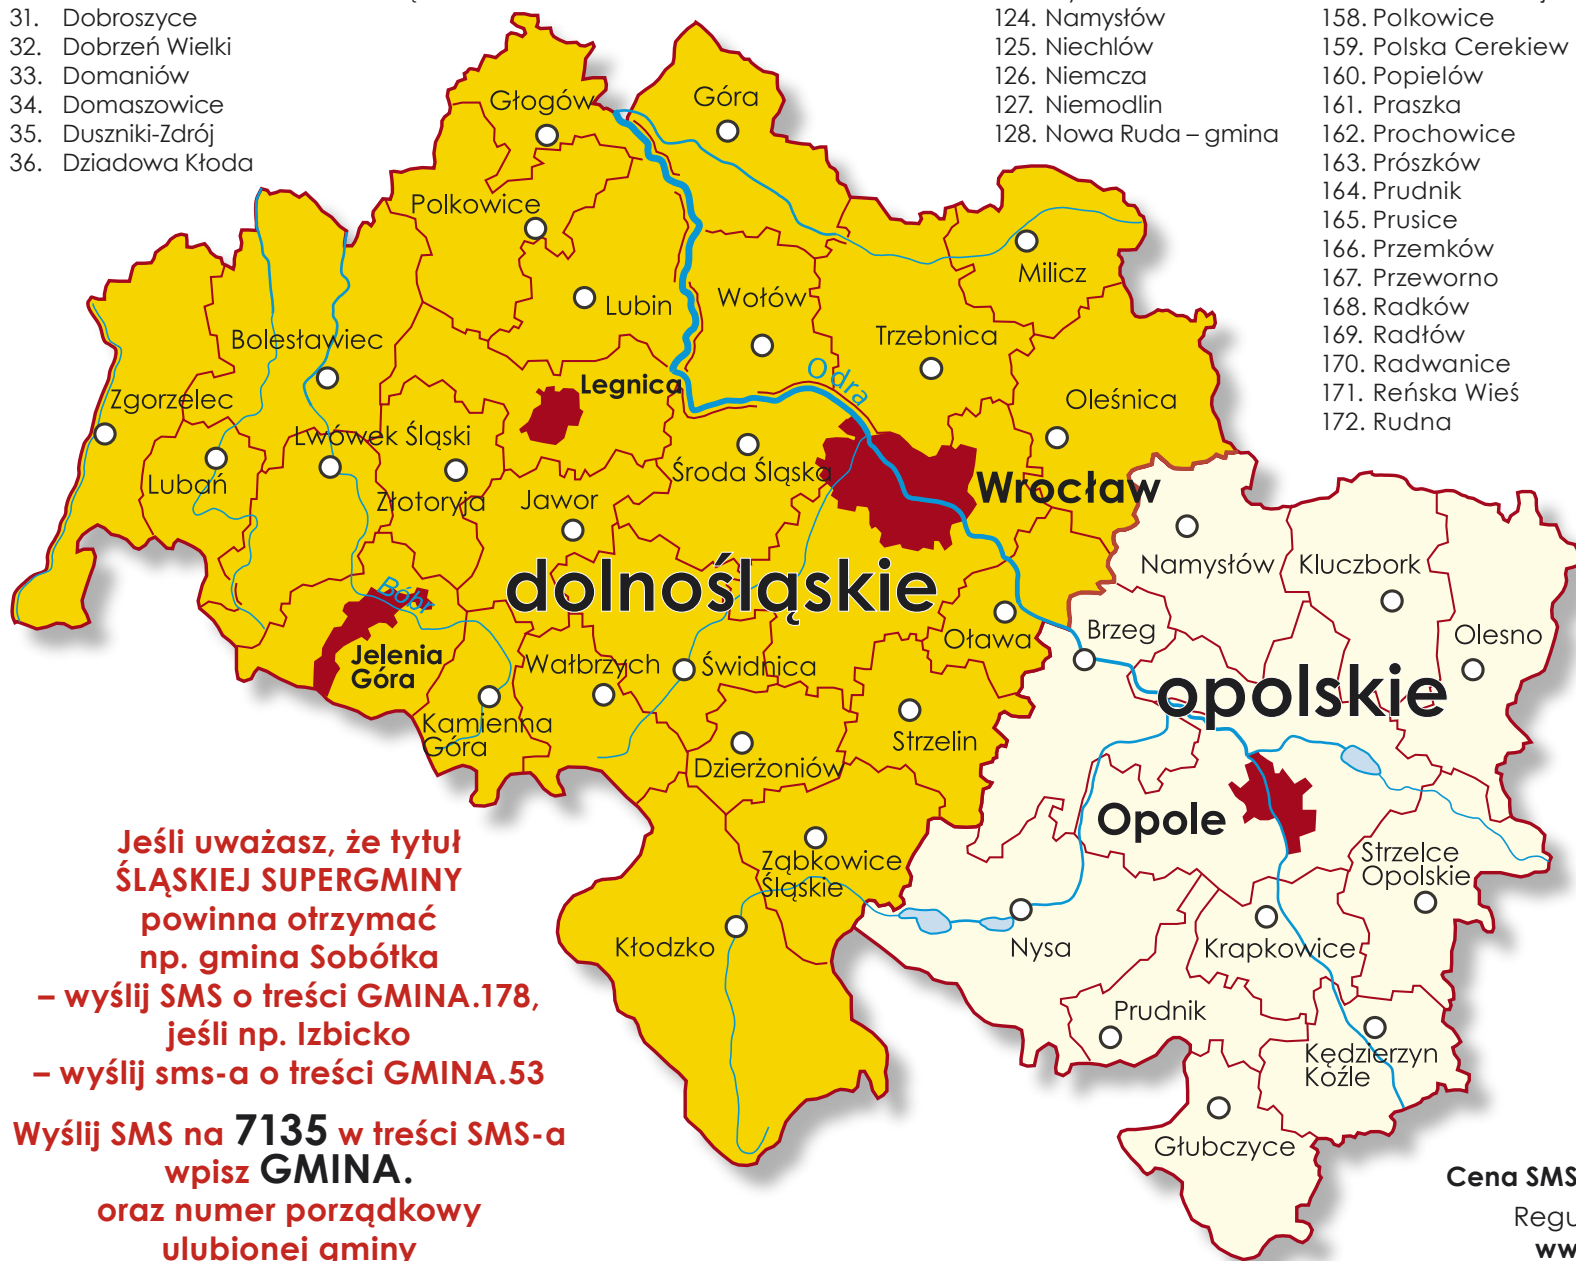 31. Dobroszyce
32. Dobrzeń Wielki
33. Domaniów
34. Domaszowice
35. Duszniki-Zdrój
36. Dziadowa Kłoda
124. Namysłów
125. Niechlów
126. Niemcza
127. Niemodlin
128. Nowa Ruda – gmina
158. Polkowice
159. Polska Cerekiew
160. Popielów
161. Praszka
162. Prochowice
163. Prószków
164. Prudnik
165. Prusice
166. Przemków
167. Przeworno
168. Radków
169. Radłów
170. Radwanice
171. Reńska Wieś
172. Rudna
Głogów
Góra
Polkowice
Milicz
Lubin
Wołów
Trzebnica
Bolesławiec
Zgorzelec
Legnica
Odra
Oleśnica
Lwówek Śląski
Lubań
Złotoryja
Jawor
Środa Śląska
Wrocław
dolnośląskie
Bóbr
Jelenia
Góra
Wałbrzych
Świdnica
Oława
Kamienna
Góra
Dzierżoniów
Strzelin
Ząbkowice
Śląskie
Kłodzko
Namysłów
Kluczbork
Olesno
Brzeg
opolskie
Opole
Strzelce
Opolskie
Nysa
Krapkowice
Prudnik
Kędzierzyn
Koźle
Głubczyce
Jeśli uważasz, że tytuł
ŚLĄSKIEJ SUPERGMINY
powinna otrzymać
np. gmina Sobótka
– wyślij SMS o treści GMINA.178,
jeśli np. Izbicko
– wyślij sms-a o treści GMINA.53
Wyślij SMS na 7135 w treści SMS-a
wpisz GMINA.
oraz numer porządkowy
ulubionej gminy
Cena SMS
Regu
ww